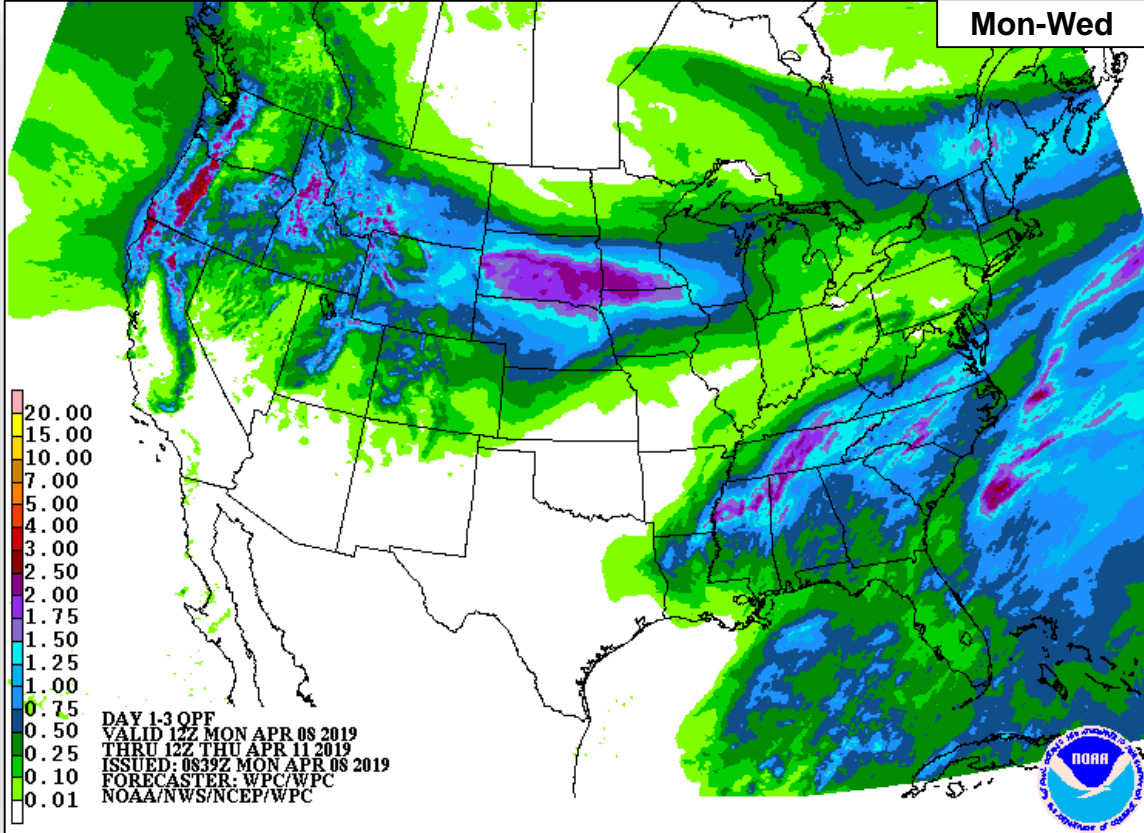 Mon-Wed
20.00
15.00
10.00
7.00
5.00
4.00
3.00
2.50
2.00
1.75
1.50
1.25
1.00
0.75
0.50
0.25
0.10
0.01
DAY 1-3 QPF
VALID 12Z MON APR 08 2019
THRU 12Z THU APR 11 2019
ISSUED: 0839Z MON APR 08 2019
FORECASTER: WPC/WPC
NOAA/NWS/NCEP/WPC
NOAA